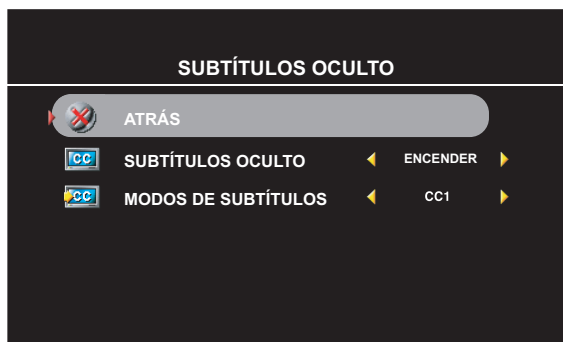 SUBTÍTULOS OCULTO
ATRÁS
CC SUBTÍTULOS OCULTO ENCENDER
CC MODOS DE SUBTÍTULOS CC1